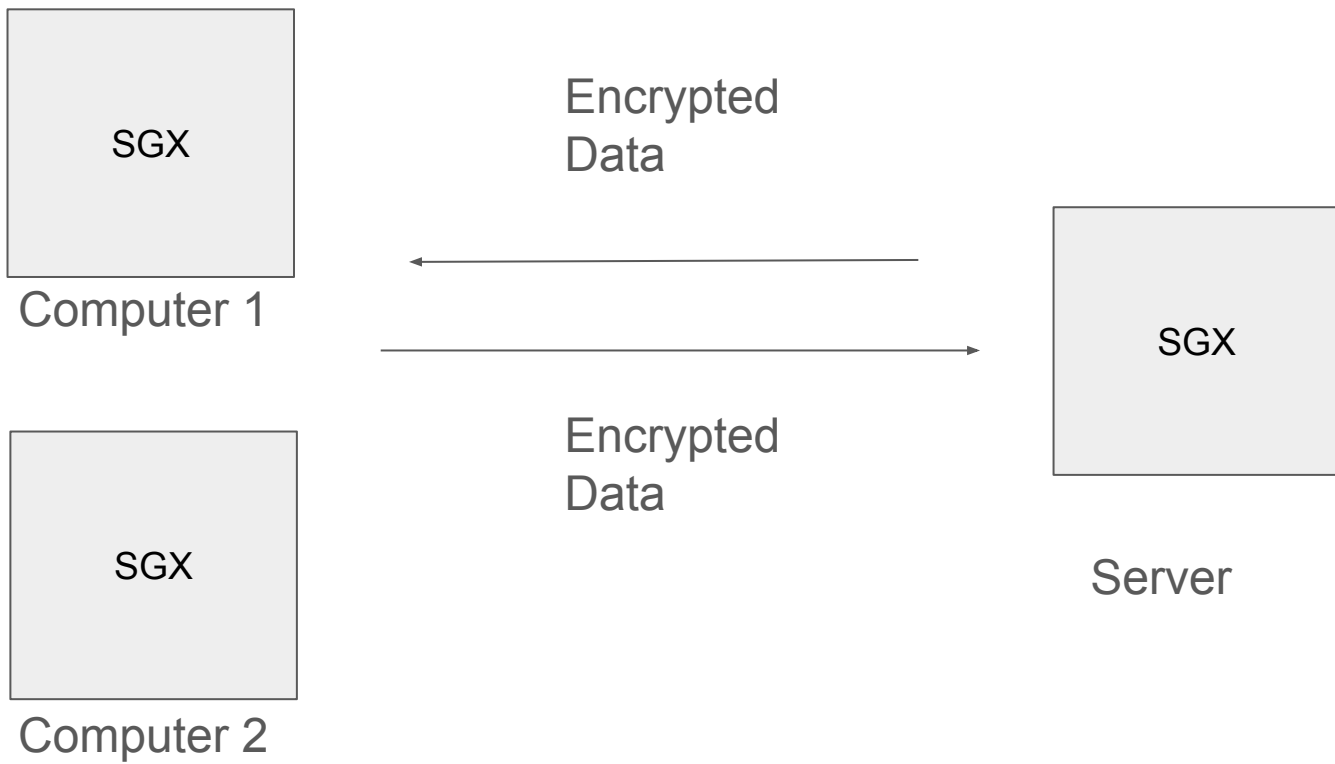 SGX
Computer 1
Encrypted
Data
Encrypted
Data
SGX
Server
SGX
Computer 2